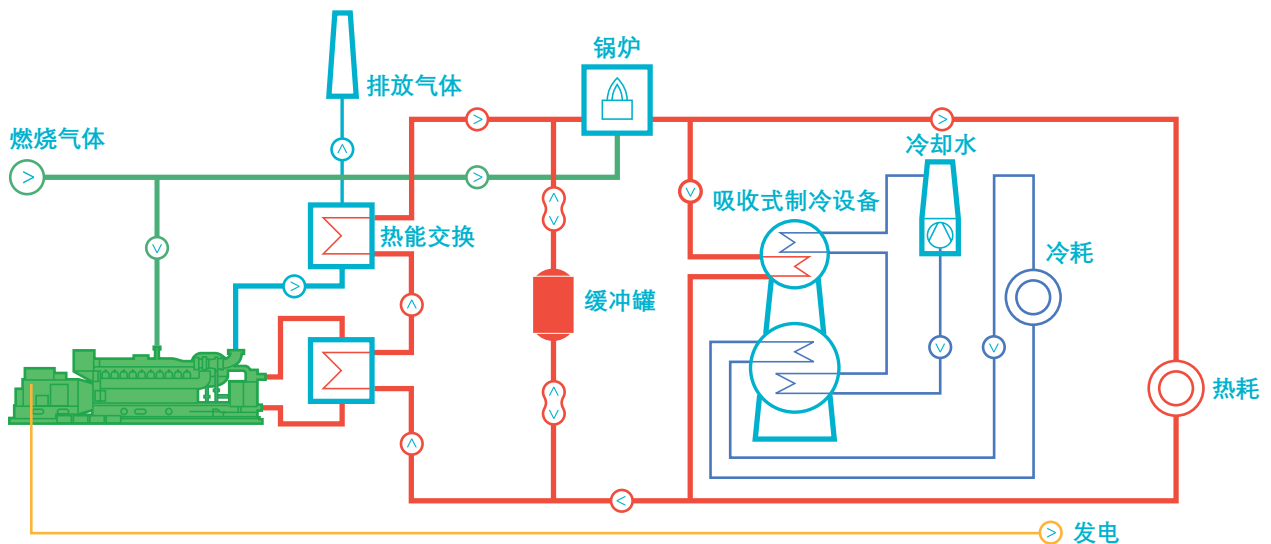 锅炉
排放气体
燃烧气体
冷却水
吸收式制冷设备
热能交换
冷耗
缓冲罐
热耗
发电